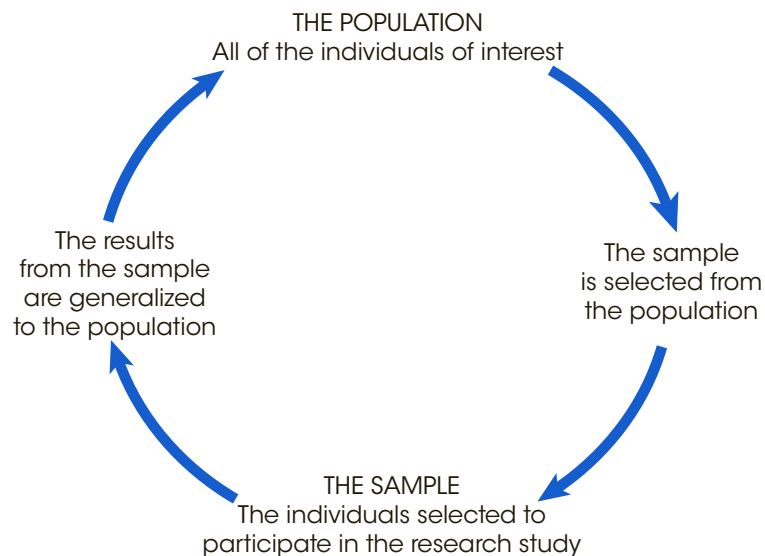 THE POPULATION
All of the individuals of interest
The sample
is selected from
the population
THE SAMPLE
The individuals selected to
participate in the research study
The results
from the sample
are generalized
to the population